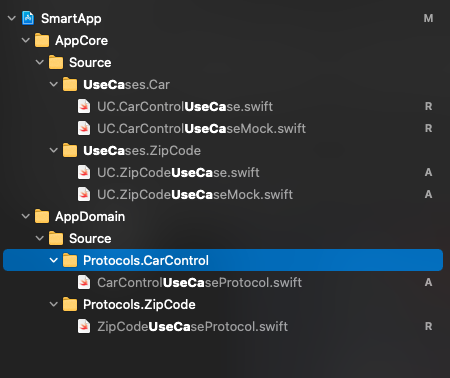 SmartApp M
AppCore
Source
UseCases.Car
UC.CarControlUseCase.swift R
UC.CarControlUseCaseMock.swift R
UseCases.ZipCode
UC.ZipCodeUseCase.swift A
UC.ZipCodeUseCaseMock.swift A
AppDomain
Source
Protocols.CarControl
CarControlUseCaseProtocol.swift A
Protocols.ZipCode
ZipCodeUseCaseProtocol.swift R